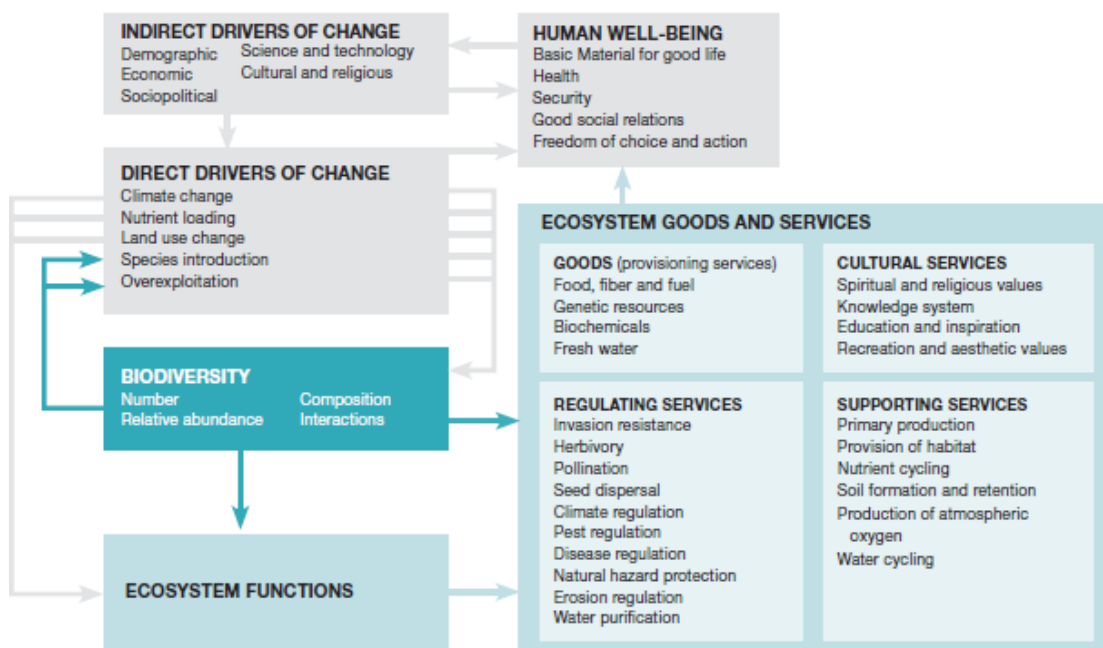 INDIRECT DRIVERS OF CHANGE
Demographic
Economic
Sociopolitical
Science and technology
Cultural and religious
HUMAN WELL-BEING
Basic Material for good life
Health
Security
Good social relations
Freedom of choice and action
DIRECT DRIVERS OF CHANGE
Climate change
Nutrient loading
Land use change
Species introduction
Overexploitation
BIODIVERSITY
Number
Relative abundance
Composition
Interactions
ECOSYSTEM FUNCTIONS
ECOSYSTEM GOODS AND SERVICES
GOODS (provisioning services)
Food, fiber and fuel
Genetic resources
Biochemicals
Fresh water
CULTURAL SERVICES
Spiritual and religious values
Knowledge system
Education and inspiration
Recreation and aesthetic values
REGULATING SERVICES
Invasion resistance
Herbivory
Pollination
Seed dispersal
Climate regulation
Pest regulation
Disease regulation
Natural hazard protection
Erosion regulation
Water purification
SUPPORTING SERVICES
Primary production
Provision of habitat
Nutrient cycling
Soil formation and retention
Production of atmospheric
oxygen
Water cycling